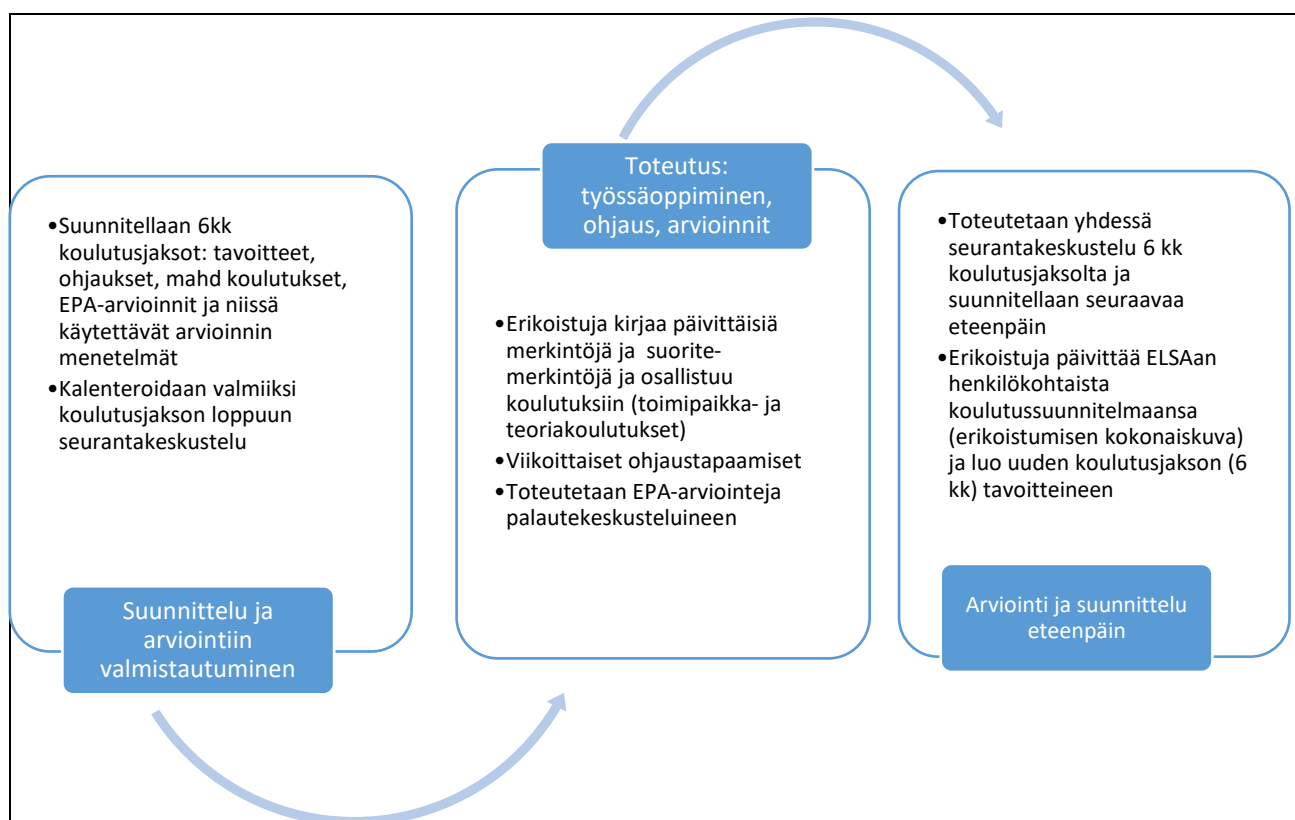 •Suunnitellaan 6kk
koulutusjaksot: tavoitteet,
ohjaukset, mahd koulutukset,
EPA-arvioinnit ja niissä
käytettävät arvioinnin
menetelmät
•Kalenteroidaan valmiiksi
koulutusjakson loppuun
seurantakeskustelu
Suunnittelu ja
arviointiin
valmistautuminen
Toteutus:
työssäoppiminen,
ohjaus, arvioinnit
•Erikoistuja kirjaa päivittäisiä
merkintöjä ja suorite-
merkintöjä ja osallistuu
koulutuksiin (toimipaikka- ja
teoriakoulutukset)
•Viikoittaiset ohjaustapaamiset
•Toteutetaan EPA-arviointeja
palautekeskusteluineen
•Toteutetaan yhdessä
seurantakeskustelu 6 kk
koulutusjaksolta ja
suunnitellaan seuraavaa
eteenpäin
•Erikoistuja päivittää ELSAan
henkilökohtaista
koulutussuunnitelmaansa
(erikoistumisen kokonaiskuva)
ja luo uuden koulutusjakson (6
kk) tavoitteineen
Arviointi ja suunnittelu
eteenpäin